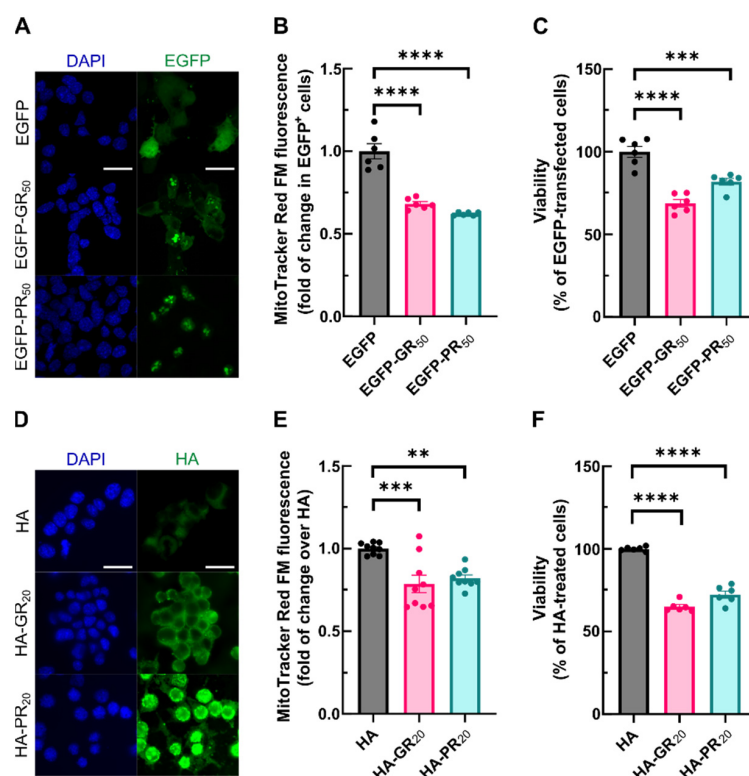 A
DAPI
EGFP
EGFP
EGFP-GR50
EGFP-PR50
B
MitoTracker Red FM fluorescence
(fold of change in EGFP+ cells)
1.5
1.0
0.5
0.0
****
****
EGFP
EGFP-GR50
EGFP-PR50
C
Viability
(% of EGFP-transfected cells)
150
100
50
0
***
****
EGFP
EGFP-GR50
EGFP-PR50
D
DAPI
HA
HA
HA-GR20
HA-PR20
E
MitoTracker Red FM fluorescence
(fold of change over HA)
1.5
1.0
0.5
0.0
**
***
HA
HA-GR20
HA-PR20
F
Viability
(% of HA-treated cells)
150
100
50
0
****
****
HA
HA-GR20
HA-PR20